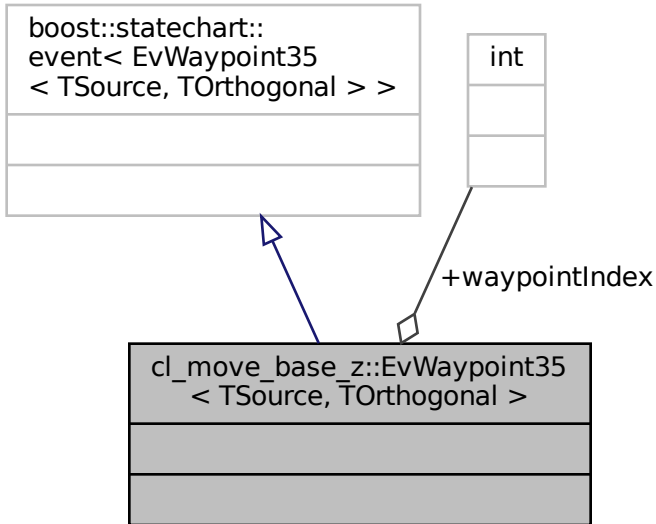 boost::statechart::
event< EvWaypoint35
< TSource, TOrthogonal > >
int
+waypointIndex
cl_move_base_z::EvWaypoint35
< TSource, TOrthogonal >